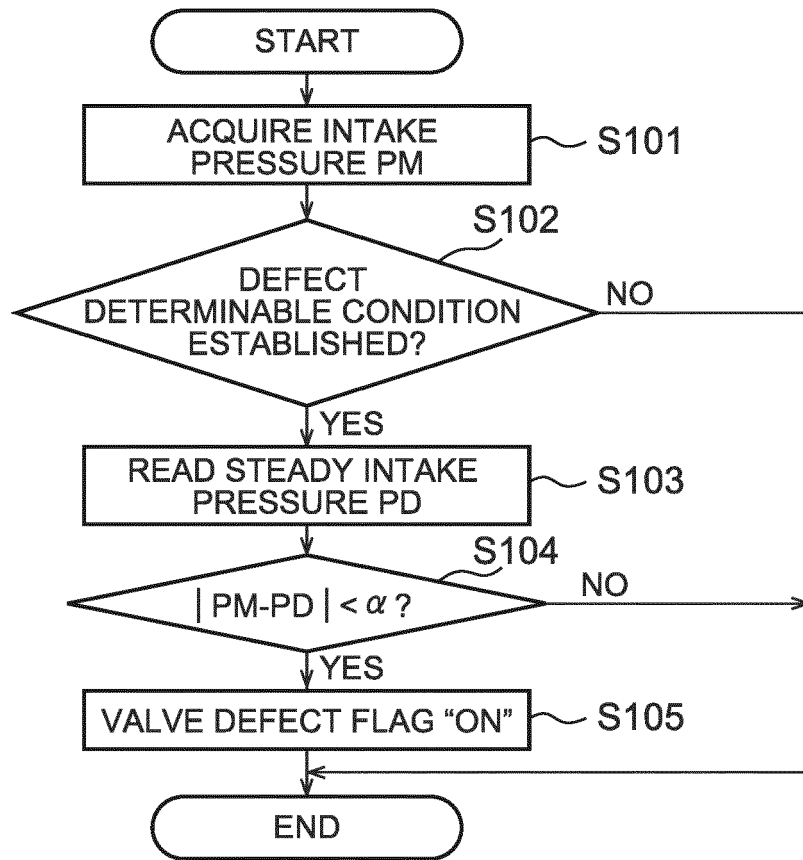 START
ACQUIRE INTAKE
PRESSURE PM
S101
S102
DEFECT
DETERMINABLE CONDITION
ESTABLISHED?
NO
YES
READ STEADY INTAKE
PRESSURE PD
S103
S104
| PM-PD | < α ?
NO
YES
VALVE DEFECT FLAG “ON”
S105
END